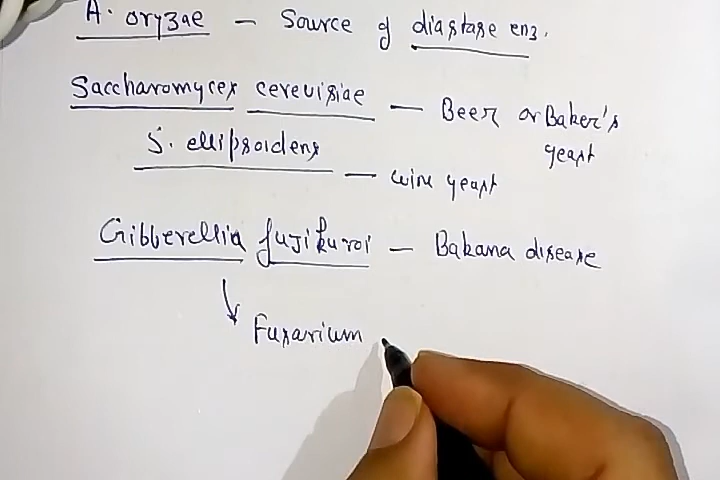 A. oryzae — Source of diastase enz.
Saccharomyces cerevisiae — Beer or Baker's yeast
S. ellipsoidens — wine yeast
Gibberellia fujikuroi — Bakana disease
↓ Fusarium